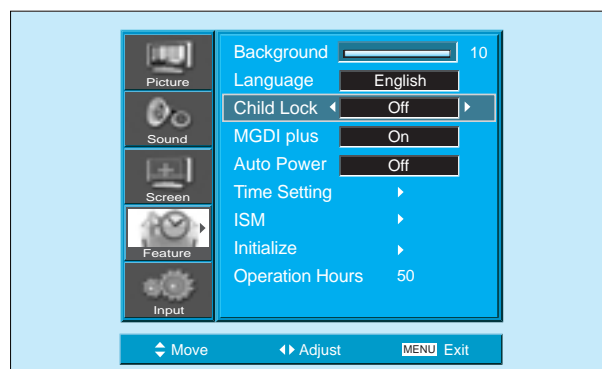 Picture
Sound
Screen
Feature
Input
Background 10
Language English
Child Lock Off
MGDI plus On
Auto Power Off
Time Setting
ISM
Initialize
Operation Hours 50
Move Adjust MENU Exit